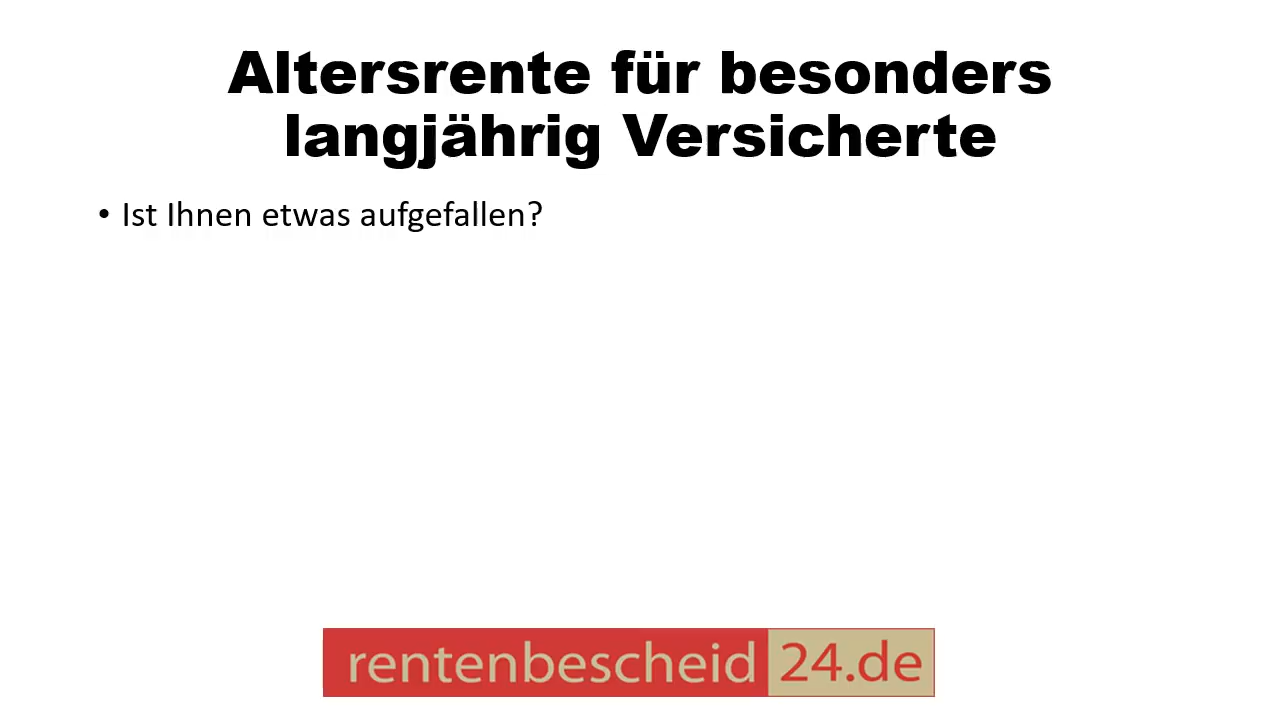 Altersrente für besonders
langjährig Versicherte
• Ist Ihnen etwas aufgefallen?
rentenbescheid 24.de